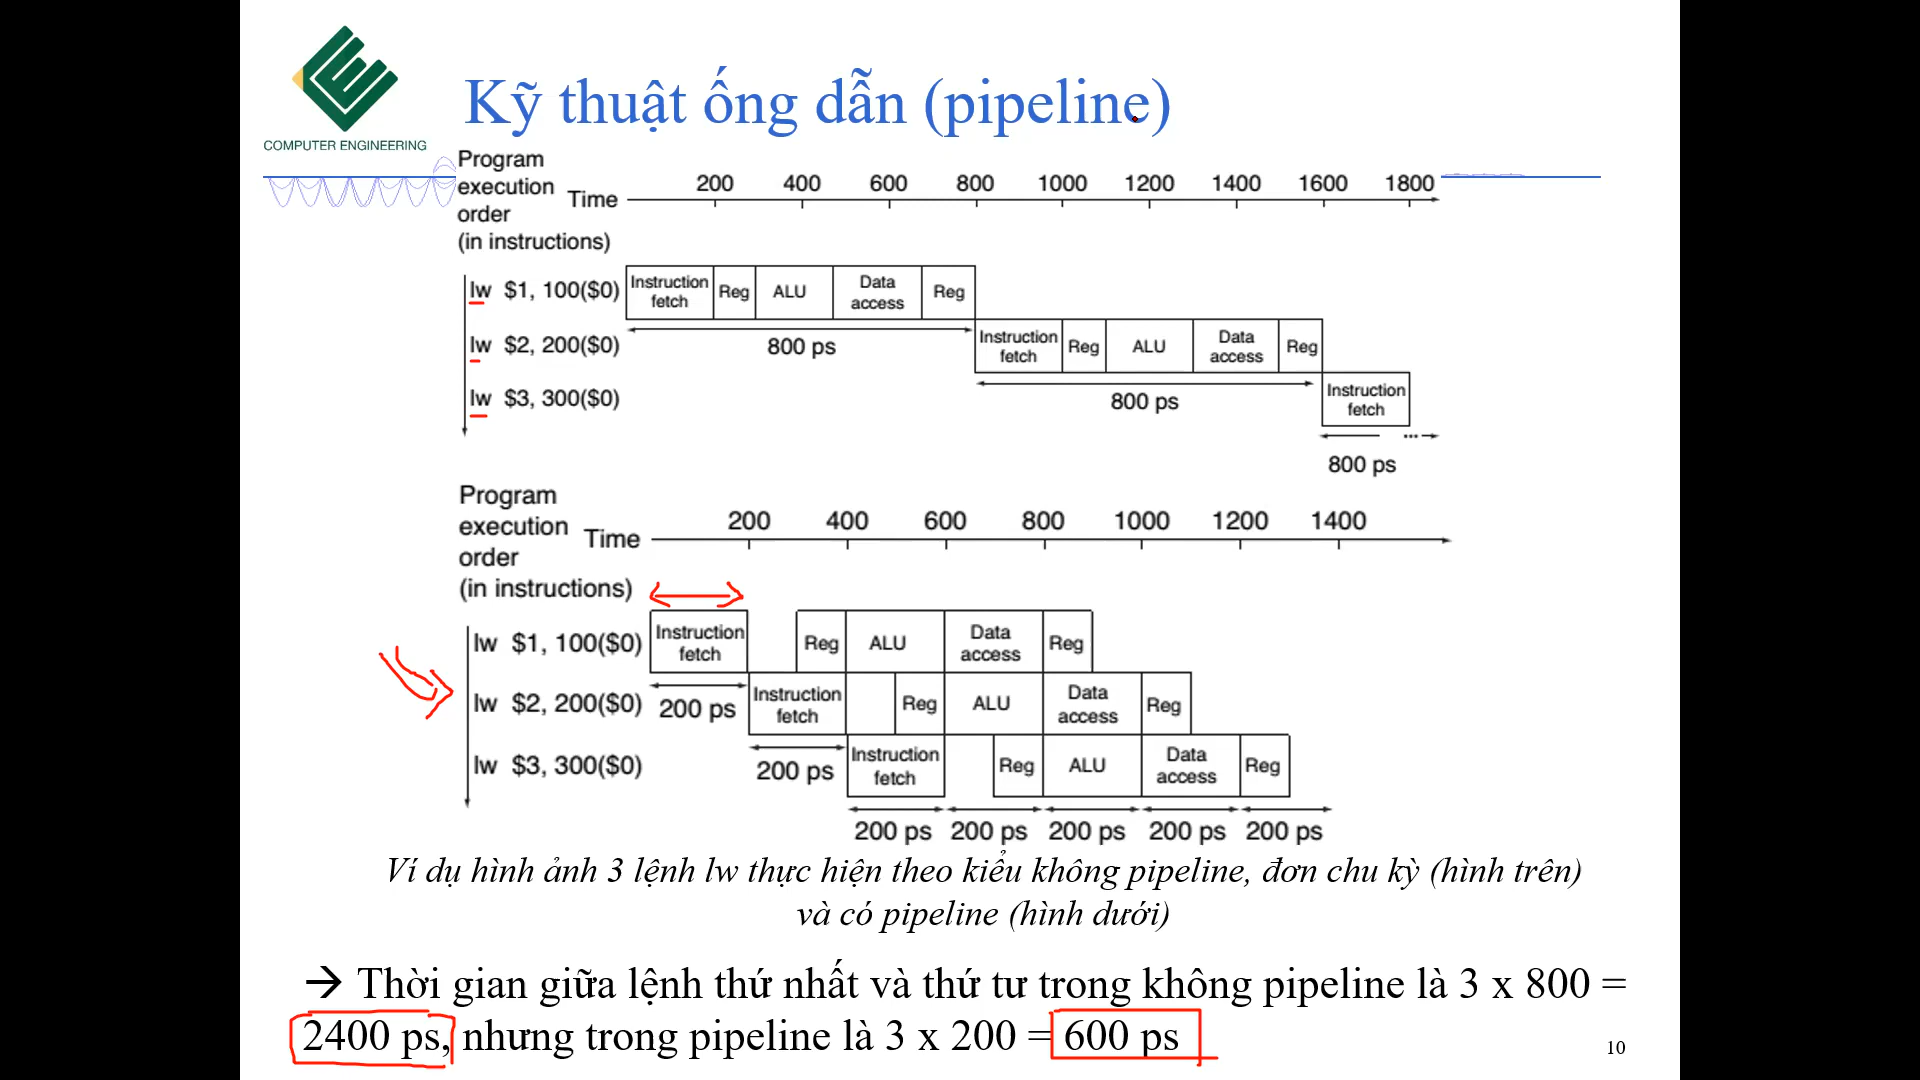 Kỹ thuật ống dẫn (pipeline)
COMPUTER ENGINEERING
Program
execution
order
(in instructions)
Time
200 400 600 800 1000 1200 1400 1600 1800
lw $1, 100($0)
Instruction fetch Reg ALU Data access Reg
800 ps
lw $2, 200($0)
Instruction fetch Reg ALU Data access Reg
800 ps
lw $3, 300($0)
Instruction fetch
...
800 ps
Program
execution
order
(in instructions)
Time
200 400 600 800 1000 1200 1400
lw $1, 100($0)
Instruction fetch Reg ALU Data access Reg
200 ps
lw $2, 200($0)
Instruction fetch Reg ALU Data access Reg
200 ps
lw $3, 300($0)
Instruction fetch Reg ALU Data access Reg
200 ps 200 ps 200 ps 200 ps 200 ps
Ví dụ hình ảnh 3 lệnh lw thực hiện theo kiểu không pipeline, đơn chu kỳ (hình trên)
và có pipeline (hình dưới)
→ Thời gian giữa lệnh thứ nhất và thứ tư trong không pipeline là 3 x 800 =
2400 ps, nhưng trong pipeline là 3 x 200 = 600 ps
10